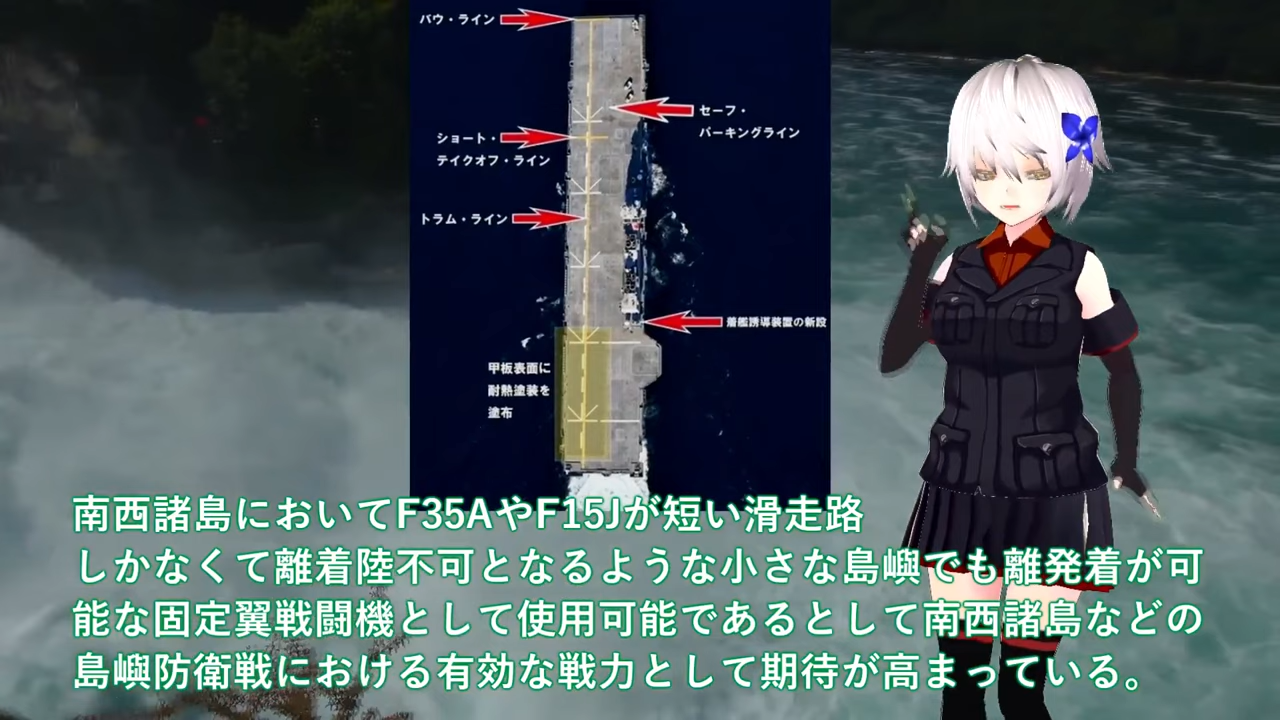 バウ・ライン
セーフ・
パーキングライン
ショート・
テイクオフ・ライン
トラム・ライン
着艦誘導装置の新設
甲板表面に
耐熱塗装を
塗布
南西諸島においてF35AやF15Jが短い滑走路
しかなくて離着陸不可となるような小さな島嶼でも離発着が可
能な固定翼戦闘機として使用可能であるとして南西諸島などの
島嶼防衛戦における有効な戦力として期待が高まっている。